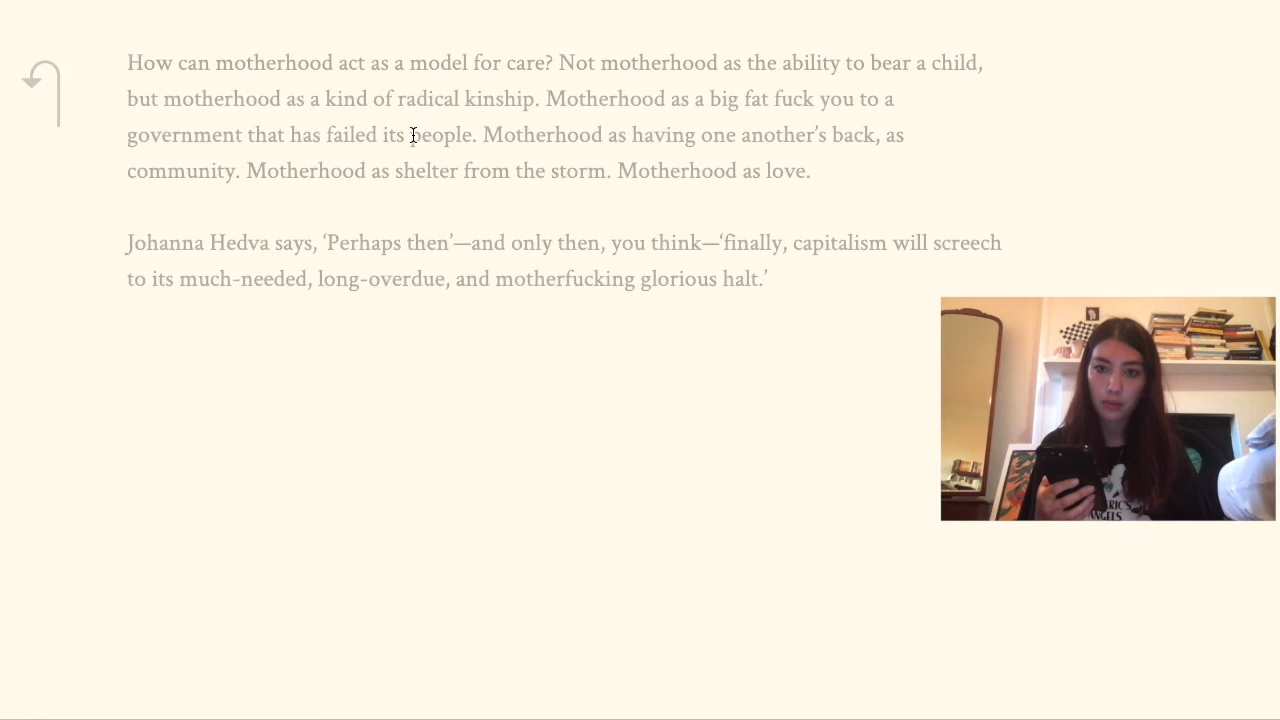 How can motherhood act as a model for care? Not motherhood as the ability to bear a child,
but motherhood as a kind of radical kinship. Motherhood as a big fat fuck you to a
government that has failed its people. Motherhood as having one another’s back, as
community. Motherhood as shelter from the storm. Motherhood as love.
Johanna Hedva says, ‘Perhaps then’—and only then, you think—‘finally, capitalism will screech
to its much-needed, long-overdue, and motherfucking glorious halt.’
ANGELS